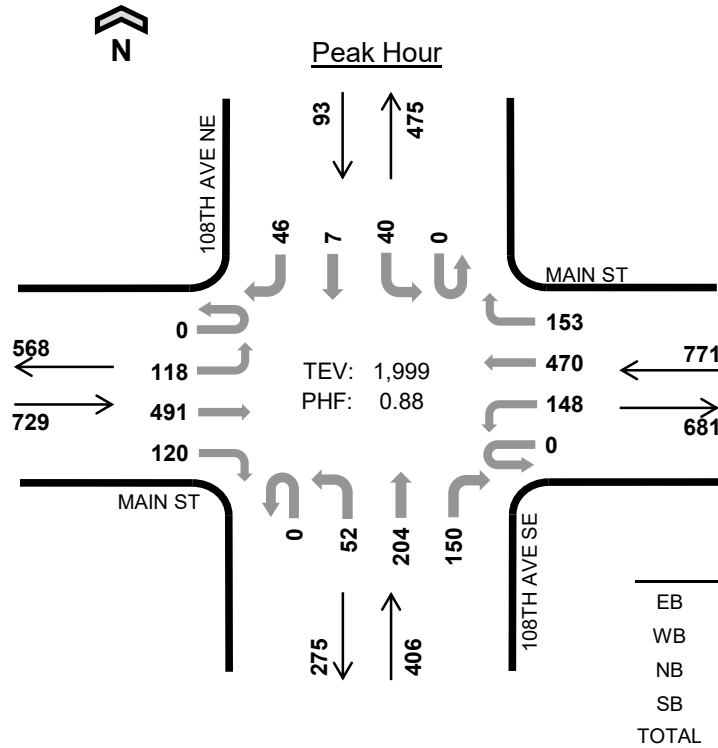 N
Peak Hour
93
475
108TH AVE NE
46
7
40
0
MAIN ST
0
118
491
120
568
729
TEV: 1,999
PHF: 0.88
153
470
148
0
771
681
MAIN ST
0
52
204
150
108TH AVE SE
275
406
EB
WB
NB
SB
TOTAL